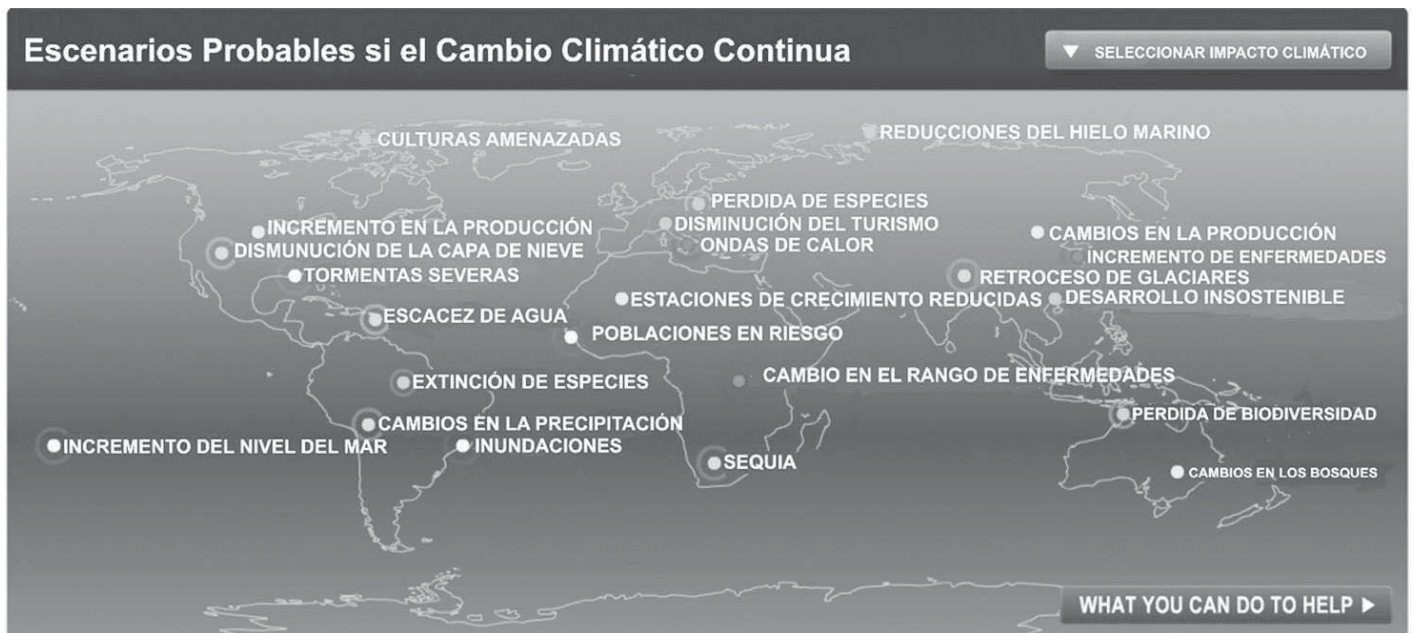 Escenarios Probables si el Cambio Climático Continua
▼ SELECCIONAR IMPACTO CLIMÁTICO
CULTURAS AMENAZADAS
REDUCCIONES DEL HIELO MARINO
PERDIDA DE ESPECIES
INCREMENTO EN LA PRODUCCIÓN
DISMINUCIÓN DEL TURISMO
CAMBIOS EN LA PRODUCCIÓN
DISMUNUCIÓN DE LA CAPA DE NIEVE
ONDAS DE CALOR
INCREMENTO DE ENFERMEDADES
TORMENTAS SEVERAS
RETROCESO DE GLACIARES
ESTACIONES DE CRECIMIENTO REDUCIDAS
DESARROLLO INSOSTENIBLE
ESCACEZ DE AGUA
POBLACIONES EN RIESGO
EXTINCIÓN DE ESPECIES
CAMBIO EN EL RANGO DE ENFERMEDADES
PERDIDA DE BIODIVERSIDAD
CAMBIOS EN LA PRECIPITACIÓN
INCREMENTO DEL NIVEL DEL MAR
INUNDACIONES
SEQUIA
CAMBIOS EN LOS BOSQUES
WHAT YOU CAN DO TO HELP ▶